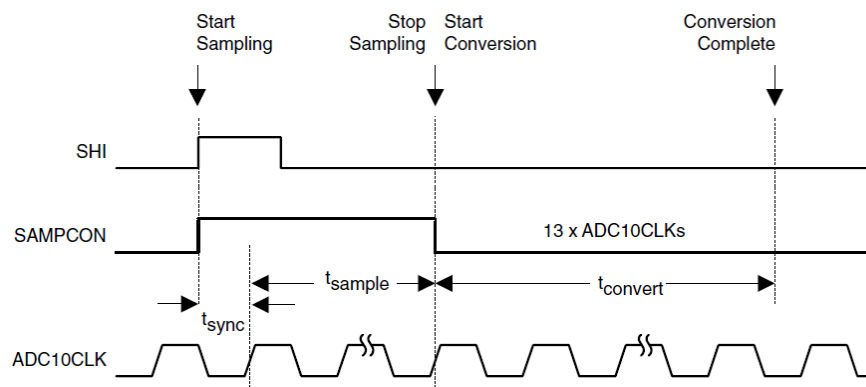 Start
Sampling
Stop
Sampling
Start
Conversion
Conversion
Complete
SHI
SAMPCON
13 x ADC10CLKs
tsample
tconvert
tsync
ADC10CLK